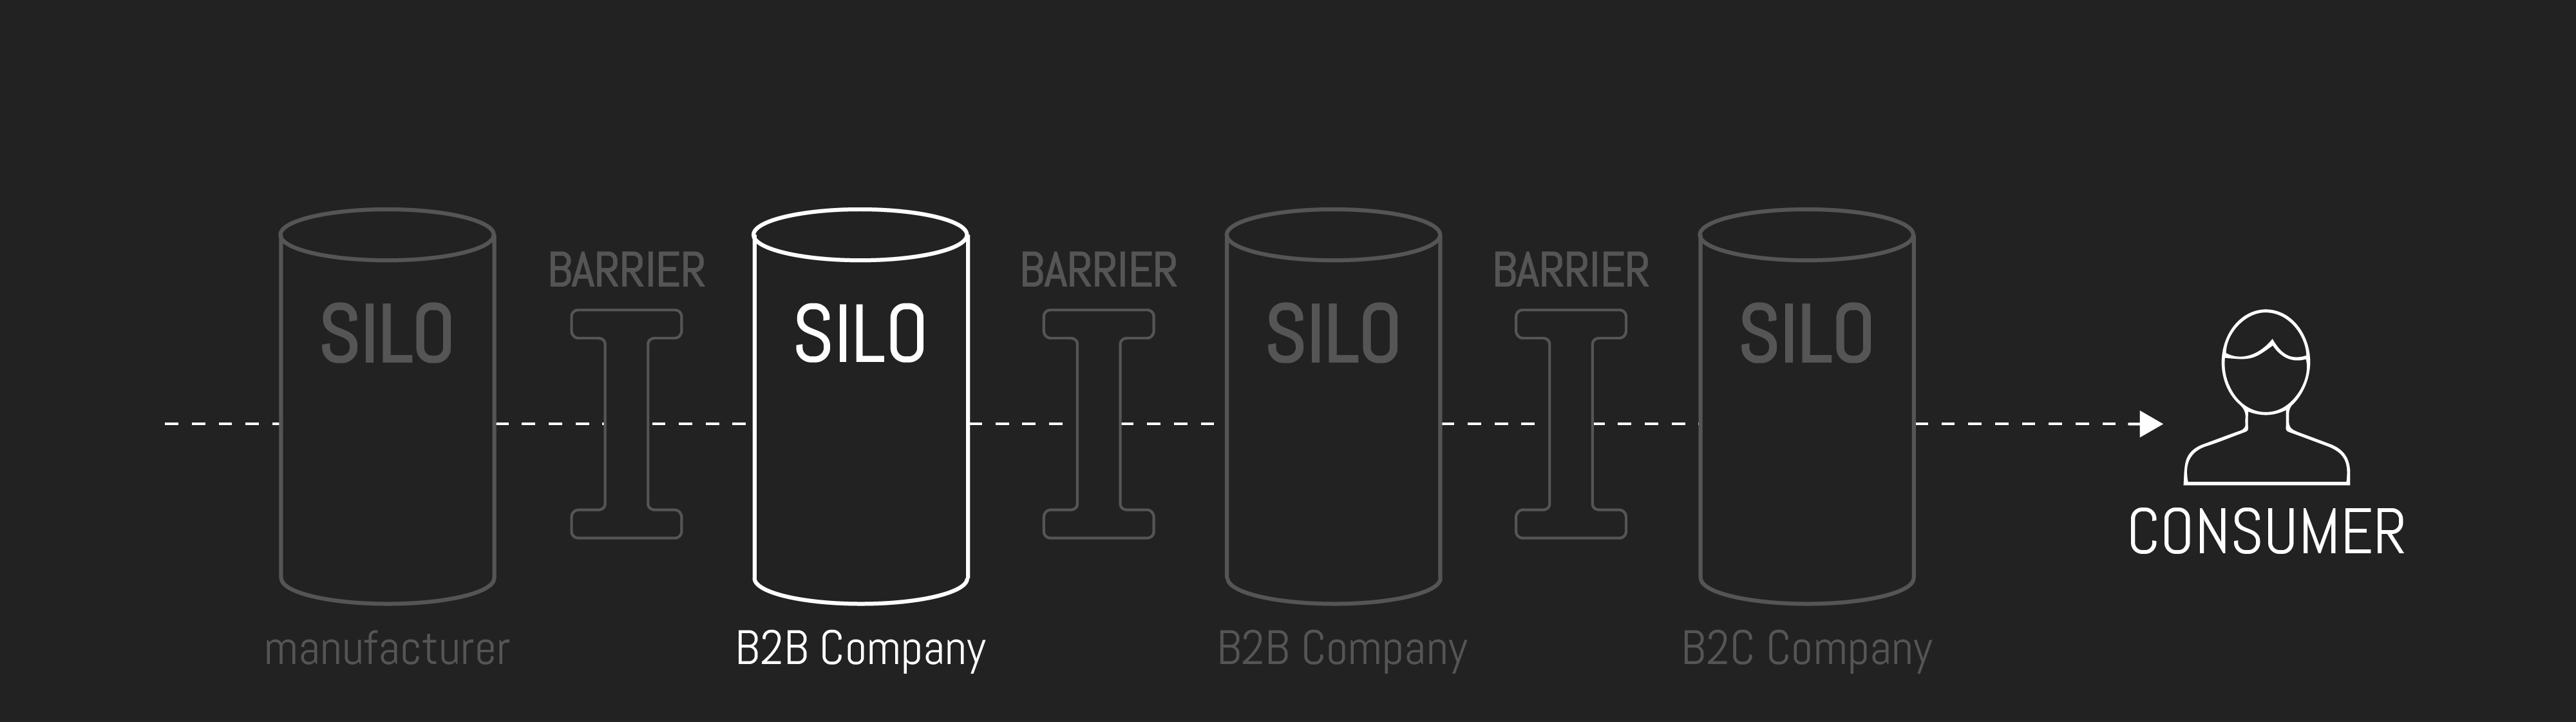 BARRIER
BARRIER
BARRIER
SILO
SILO
SILO
SILO
CONSUMER
manufacturer
B2B Company
B2B Company
B2C Company